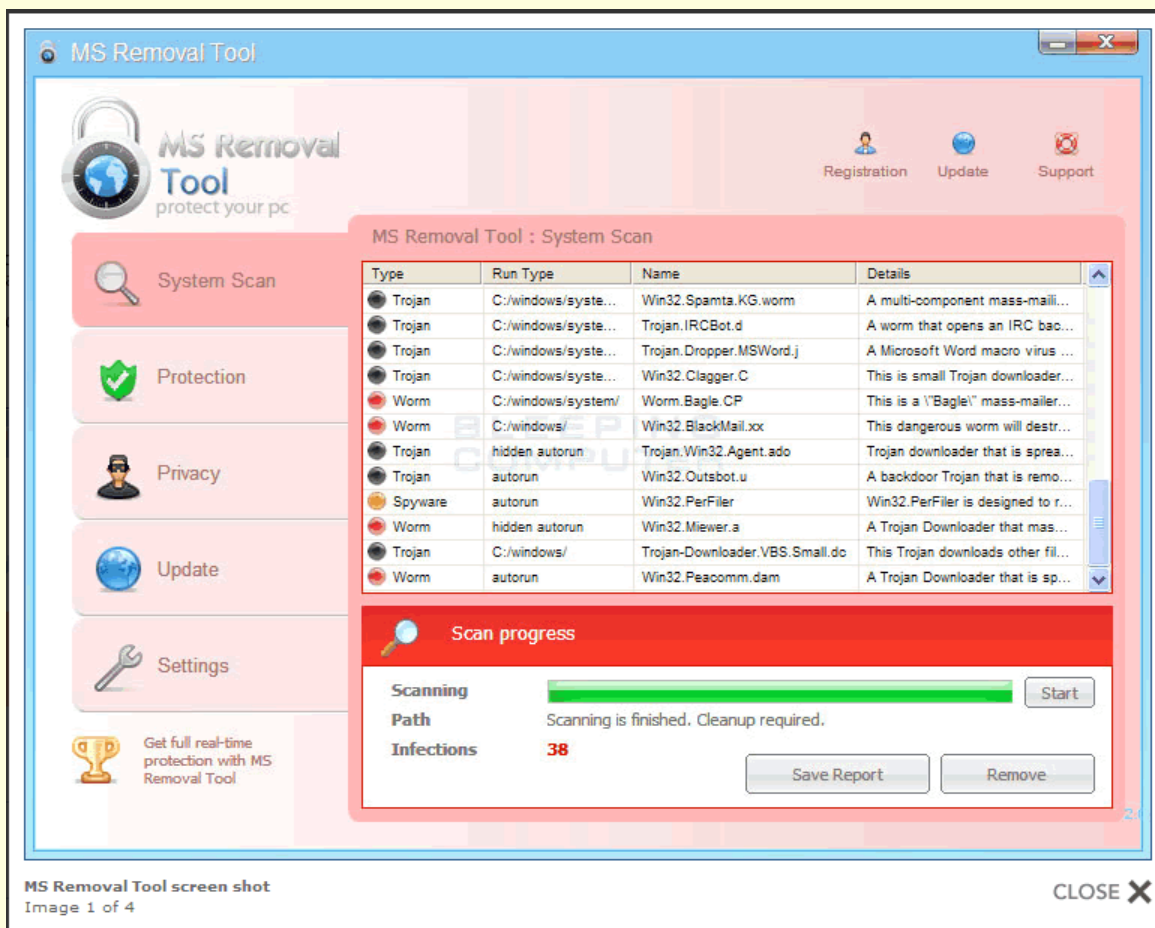 MS Removal Tool
MS Removal
Tool
protect your pc
Registration Update Support
System Scan
Protection
Privacy
Update
Settings
Get full real-time
protection with MS
Removal Tool
MS Removal Tool : System Scan
Type Run Type Name Details
Trojan C:/windows/syste... Win32.Spamta.KG.worm A multi-component mass-maili...
Trojan C:/windows/syste... Trojan.IRCBot.d A worm that opens an IRC bac...
Trojan C:/windows/syste... Trojan.Dropper.MSWord.j A Microsoft Word macro virus ...
Trojan C:/windows/syste... Win32.Clagger.C This is small Trojan downloader...
Worm C:/windows/system/ Worm.Bagle.CP This is a \"Bagle\" mass-mailer...
Worm C:/windows/ Win32.BlackMail.xx This dangerous worm will destr...
Trojan hidden autorun Trojan.Win32.Agent.ado Trojan downloader that is sprea...
Trojan autorun Win32.Outsbot.u A backdoor Trojan that is remo...
Spyware autorun Win32.PerFiler Win32.PerFiler is designed to r...
Worm hidden autorun Win32.Miewer.a A Trojan Downloader that mas...
Trojan C:/windows/ Trojan-Downloader.VBS.Small.dc This Trojan downloads other fil...
Worm autorun Win32.Peacomm.dam A Trojan Downloader that is sp...
BLEEPING
COMPUTER
Scan progress
Scanning Start
Path Scanning is finished. Cleanup required.
Infections 38
Save Report Remove
MS Removal Tool screen shot
Image 1 of 4
CLOSE